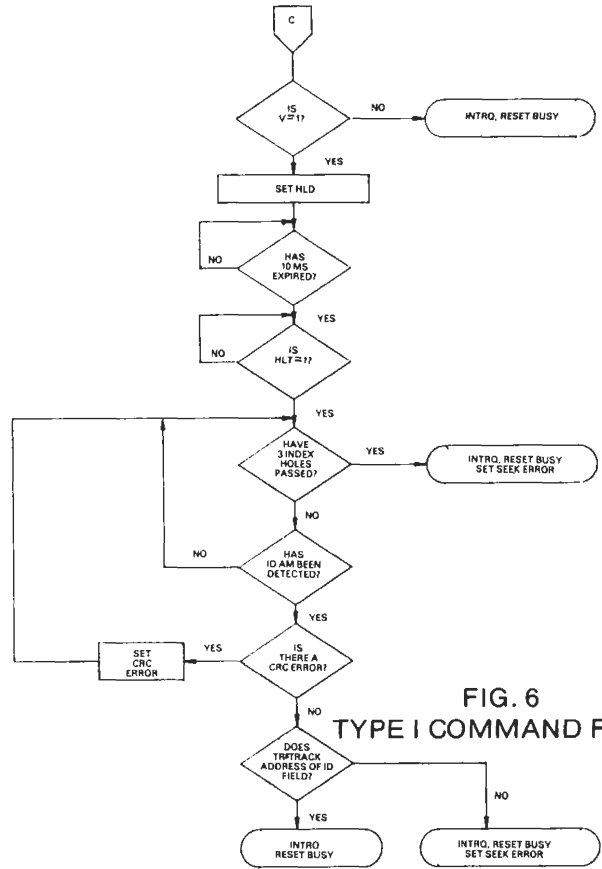 C
IS
V = 1?
NO
INTRQ, RESET BUSY
YES
SET HLD
HAS
10 MS
EXPIRED?
NO
YES
IS
HLT = 1?
NO
YES
HAVE
3 INDEX
HOLES
PASSED?
YES
INTRQ, RESET BUSY
SET SEEK ERROR
NO
HAS
ID AM BEEN
DETECTED?
NO
YES
IS
THERE A
CRC ERROR?
YES
SET
CRC
ERROR
NO
FIG. 6
TYPE I COMMAND F
DOES
TR=TRACK
ADDRESS OF ID
FIELD?
NO
YES
INTRQ
RESET BUSY
INTRQ, RESET BUSY
SET SEEK ERROR